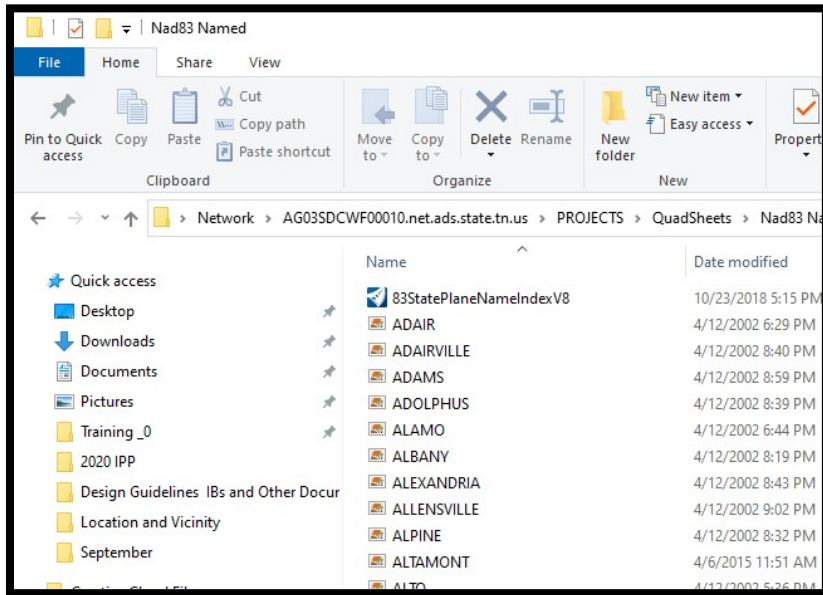 Nad83 Named
File Home Share View
Pin to Quick access
Copy
Paste
Cut
Copy path
Paste shortcut
Move to
Copy to
Delete
Rename
New folder
New item
Easy access
Propert
Clipboard Organize New
Network > AG03SDCWF00010.net.ads.state.tn.us > PROJECTS > QuadSheets > Nad83 Na
Name Date modified
Quick access
Desktop
Downloads
Documents
Pictures
Training _0
2020 IPP
Design Guidelines IBs and Other Docur
Location and Vicinity
September
83StatePlaneNameIndexV8 10/23/2018 5:15 PM
ADAIR 4/12/2002 6:29 PM
ADAIRVILLE 4/12/2002 8:40 PM
ADAMS 4/12/2002 8:59 PM
ADOLPHUS 4/12/2002 8:39 PM
ALAMO 4/12/2002 6:44 PM
ALBANY 4/12/2002 8:19 PM
ALEXANDRIA 4/12/2002 8:43 PM
ALLENSVILLE 4/12/2002 9:02 PM
ALPINE 4/12/2002 8:32 PM
ALTAMONT 4/6/2015 11:51 AM
ALTO 4/12/2002 5:36 PM